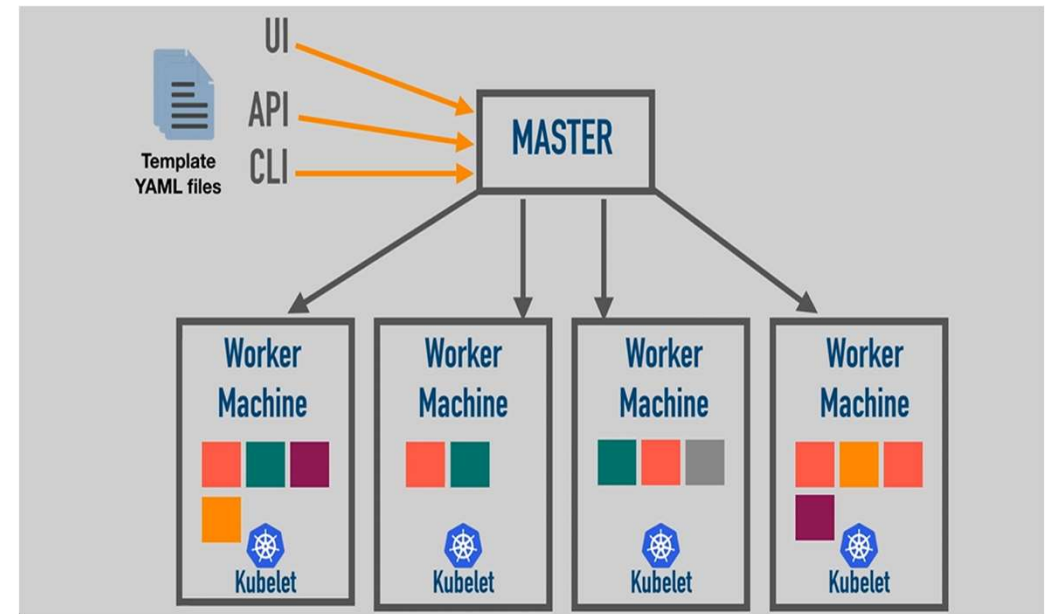 UI
API
CLI
Template
YAML files
MASTER
Worker
Machine
Kubelet
Worker
Machine
Kubelet
Worker
Machine
Kubelet
Worker
Machine
Kubelet